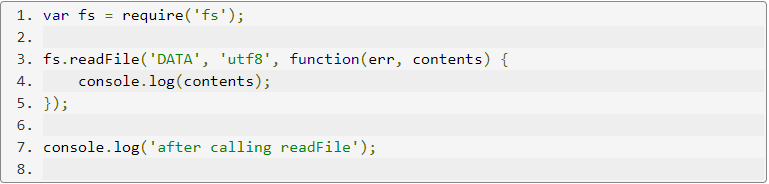 1. var fs = require('fs');
2.
3. fs.readFile('DATA', 'utf8', function(err, contents) {
4.     console.log(contents);
5. });
6.
7. console.log('after calling readFile');
8.